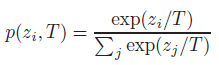 p(z_i, T) = \frac{\exp(z_i/T)}{\sum_j \exp(z_j/T)}